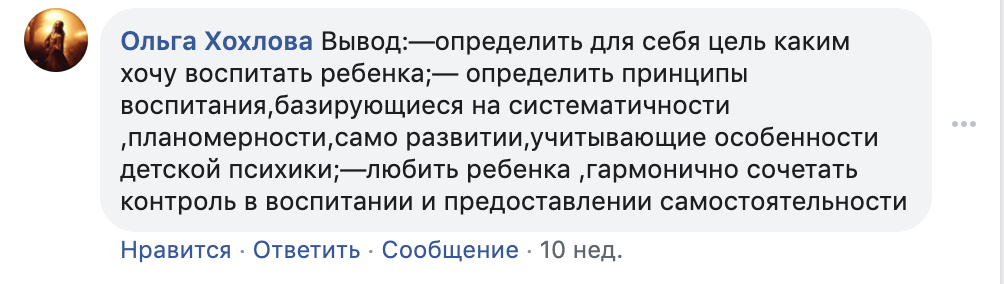 Ольга Хохлова Вывод:—определить для себя цель каким
хочу воспитать ребенка;— определить принципы
воспитания,базирующиеся на систематичности
,планомерности,само развитии,учитывающие особенности
детской психики;—любить ребенка ,гармонично сочетать
контроль в воспитании и предоставлении самостоятельности
Нравится · Ответить · Сообщение · 10 нед.